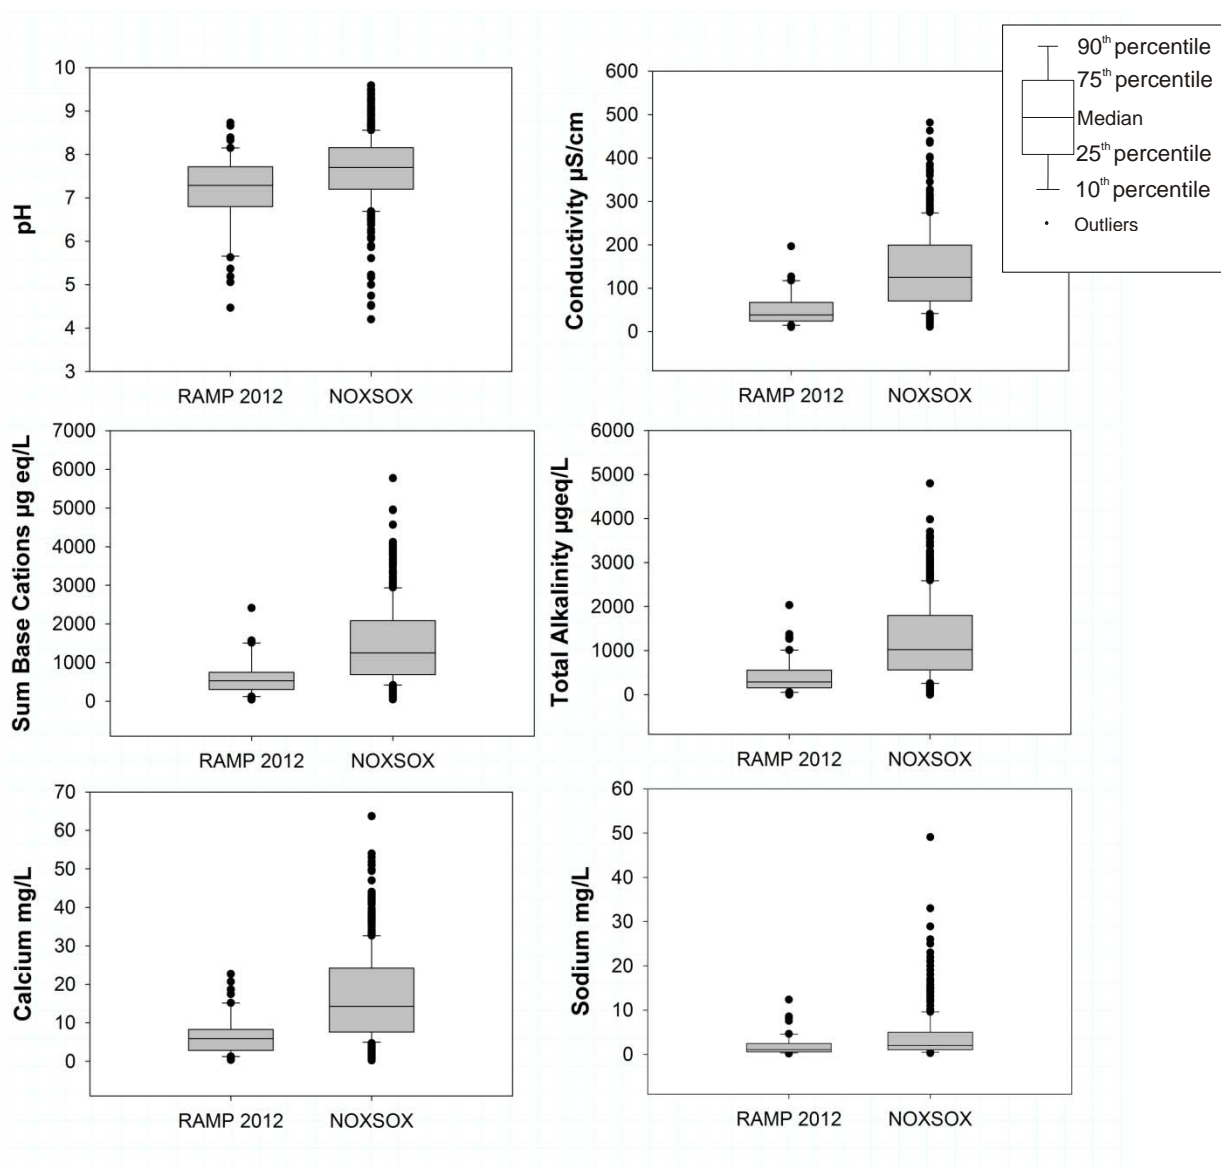 90th percentile
75th percentile
Median
25th percentile
10th percentile
Outliers
pH
10
9
8
7
6
5
4
3
RAMP 2012 NOXSOX
Conductivity µS/cm
600
500
400
300
200
100
0
RAMP 2012 NOXSOX
Sum Base Cations µg eq/L
7000
6000
5000
4000
3000
2000
1000
0
RAMP 2012 NOXSOX
Total Alkalinity µgeq/L
6000
5000
4000
3000
2000
1000
0
RAMP 2012 NOXSOX
Calcium mg/L
70
60
50
40
30
20
10
0
RAMP 2012 NOXSOX
Sodium mg/L
60
50
40
30
20
10
0
RAMP 2012 NOXSOX